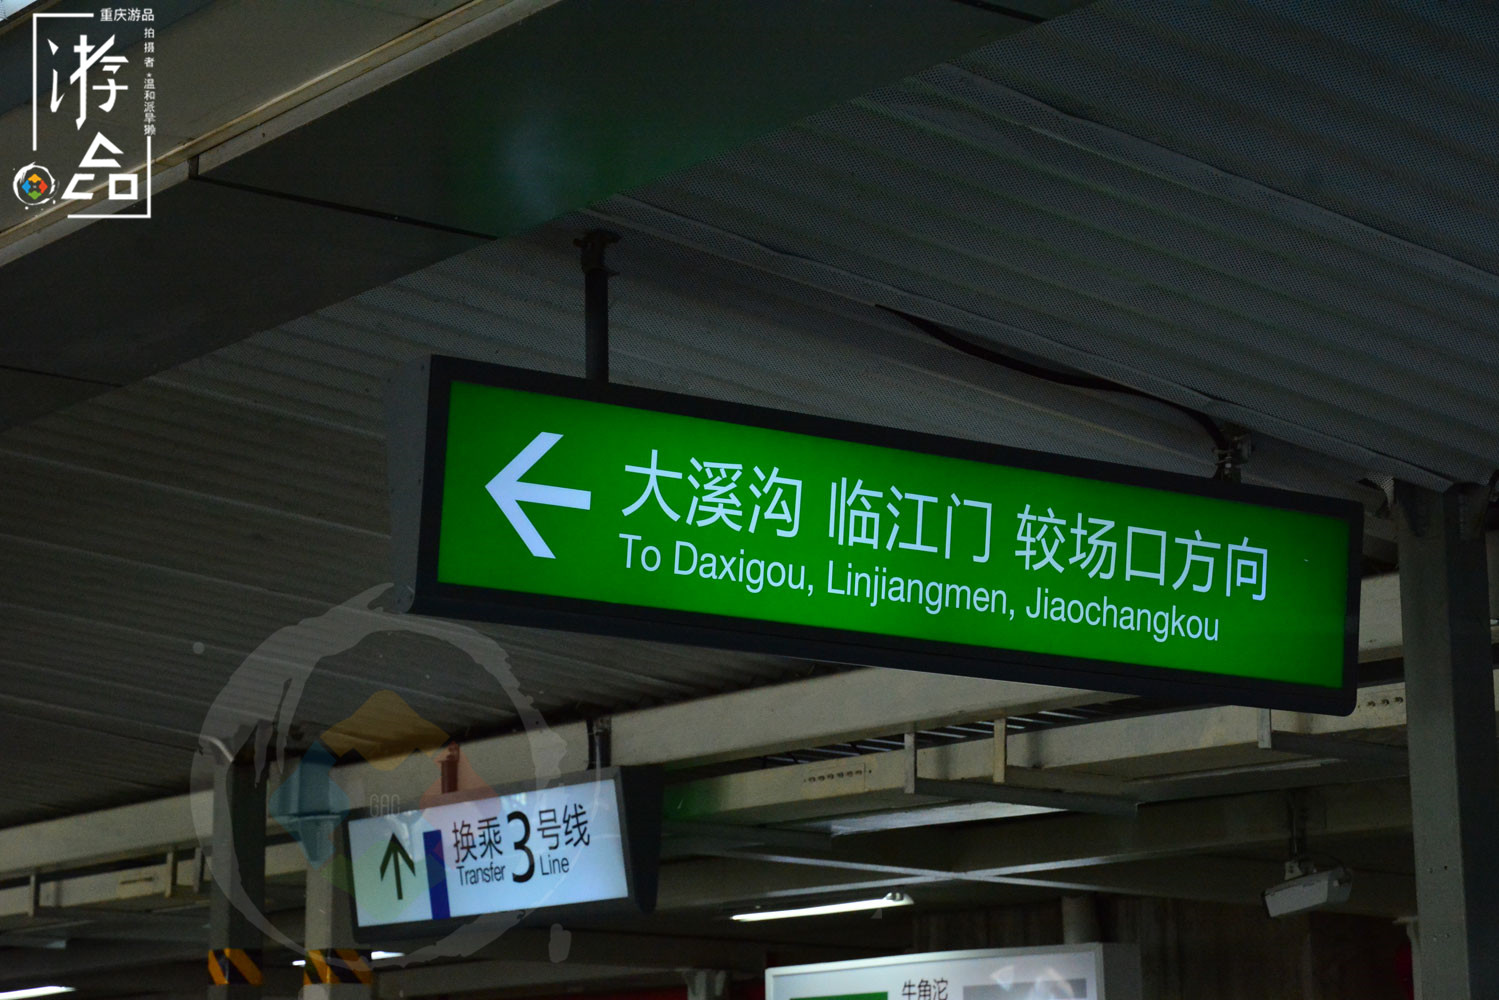 重庆游品
拍摄者·温和派旱獭
游品
大溪沟 临江门 较场口方向
To Daxigou, Linjiangmen, Jiaochangkou
换乘3号线
Transfer Line
牛角沱